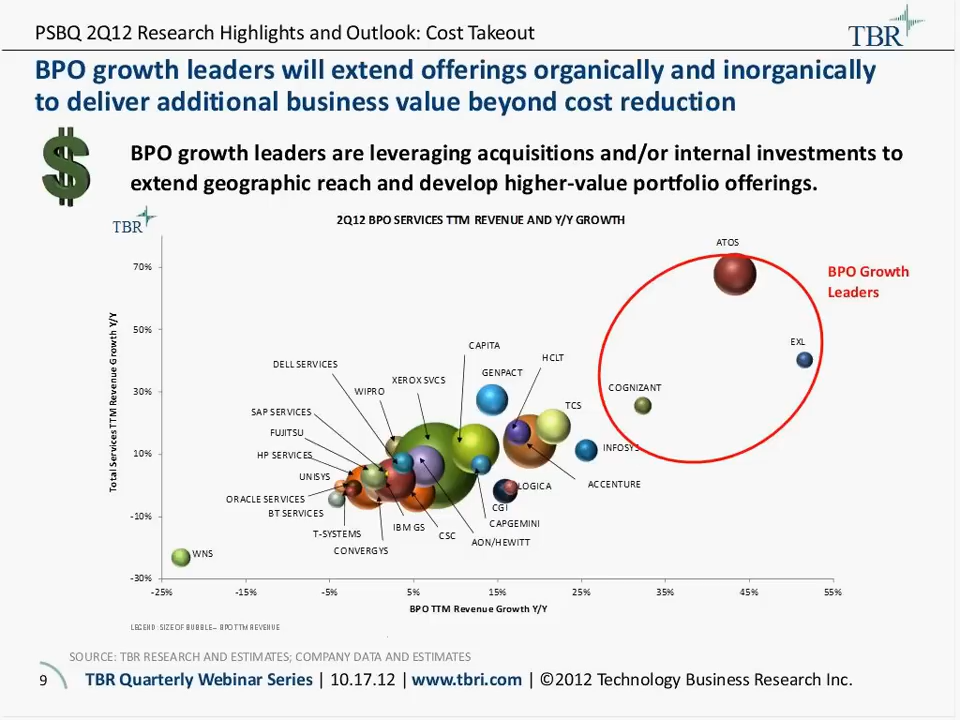 PSBQ 2Q12 Research Highlights and Outlook: Cost Takeout
TBR
BPO growth leaders will extend offerings organically and inorganically
to deliver additional business value beyond cost reduction
$
BPO growth leaders are leveraging acquisitions and/or internal investments to
extend geographic reach and develop higher-value portfolio offerings.
TBR
2Q12 BPO SERVICES TTM REVENUE AND Y/Y GROWTH
ATOS
70%
BPO Growth
Leaders
50%
EXL
CAPITA
HCLT
DELL SERVICES
GENPACT
XEROX SVCS
COGNIZANT
30%
WIPRO
TCS
SAP SERVICES
FUJITSU
INFOSYS
10%
HP SERVICES
UNISYS
ACCENTURE
LOGICA
ORACLE SERVICES
CGI
BT SERVICES
-10%
CAPGEMINI
IBM GS
T-SYSTEMS
CSC
AON/HEWITT
CONVERGYS
WNS
-30%
Total Services TTM Revenue Growth Y/Y
-25%
-15%
-5%
5%
15%
25%
35%
45%
55%
BPO TTM Revenue Growth Y/Y
LEGEND: SIZE OF BUBBLE = BPO TTM REVENUE
SOURCE: TBR RESEARCH AND ESTIMATES; COMPANY DATA AND ESTIMATES
9 TBR Quarterly Webinar Series | 10.17.12 | www.tbri.com | ©2012 Technology Business Research Inc.